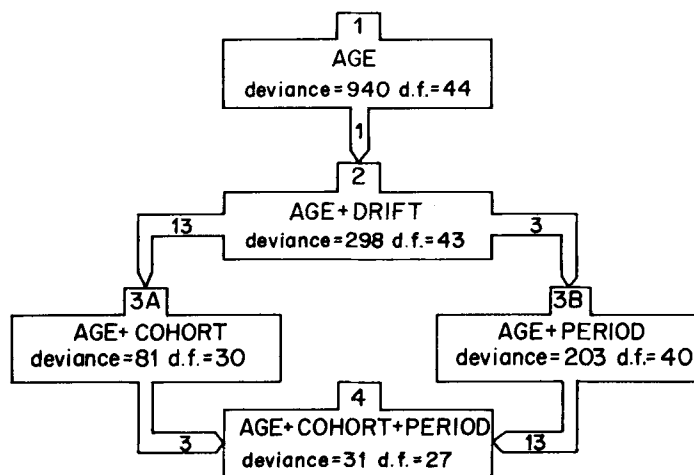 1
AGE
deviance=940 d.f.=44
1
2
AGE+DRIFT
deviance=298 d.f.=43
13
3
3A
AGE+COHORT
deviance=81 d.f.=30
3B
AGE+PERIOD
deviance=203 d.f.=40
4
AGE+COHORT+PERIOD
deviance=31 d.f.=27
3
13